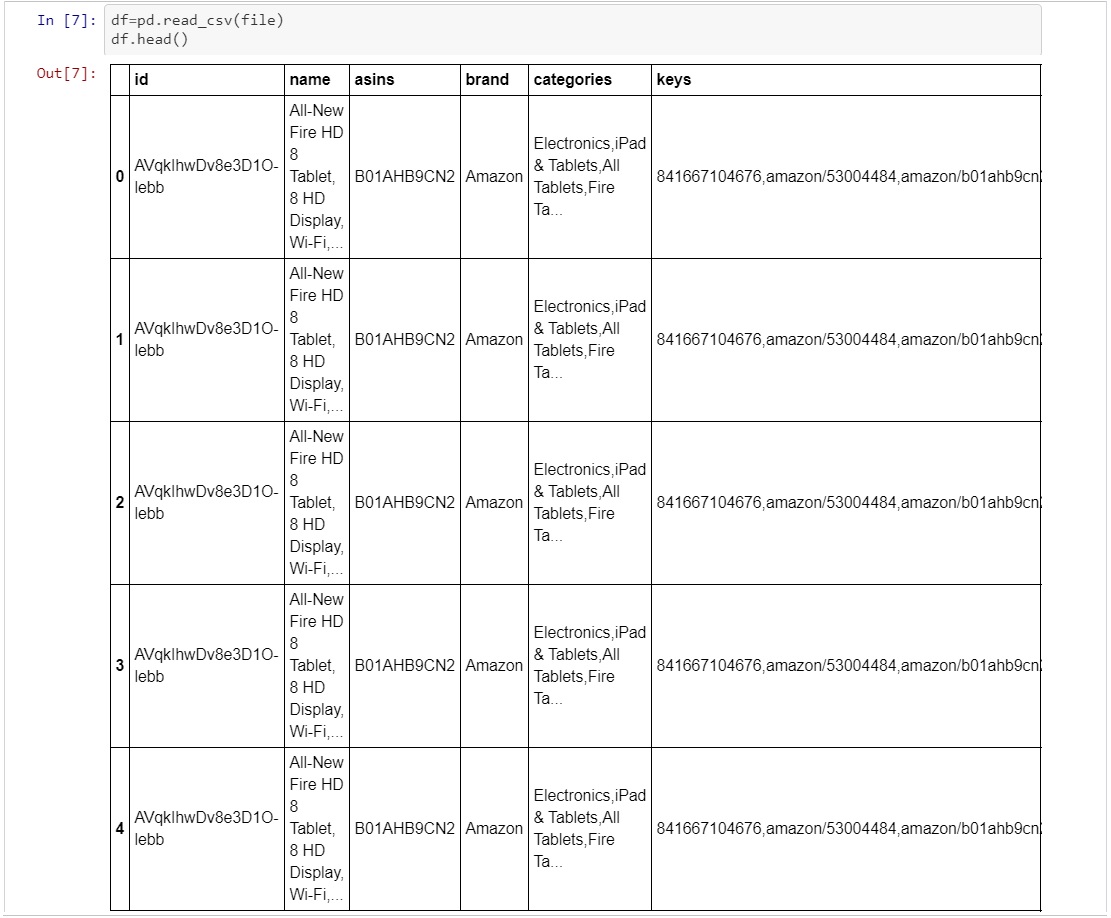 In [7]: df=pd.read_csv(file)
df.head()
Out[7]:
id name asins brand categories keys
0 AVqkIhwDv8e3D1O-lebb All-New Fire HD 8 Tablet, 8 HD Display, Wi-Fi,... B01AHB9CN2 Amazon Electronics,iPad & Tablets,All Tablets,Fire Ta... 841667104676,amazon/53004484,amazon/b01ahb9cn
1 AVqkIhwDv8e3D1O-lebb All-New Fire HD 8 Tablet, 8 HD Display, Wi-Fi,... B01AHB9CN2 Amazon Electronics,iPad & Tablets,All Tablets,Fire Ta... 841667104676,amazon/53004484,amazon/b01ahb9cn
2 AVqkIhwDv8e3D1O-lebb All-New Fire HD 8 Tablet, 8 HD Display, Wi-Fi,... B01AHB9CN2 Amazon Electronics,iPad & Tablets,All Tablets,Fire Ta... 841667104676,amazon/53004484,amazon/b01ahb9cn
3 AVqkIhwDv8e3D1O-lebb All-New Fire HD 8 Tablet, 8 HD Display, Wi-Fi,... B01AHB9CN2 Amazon Electronics,iPad & Tablets,All Tablets,Fire Ta... 841667104676,amazon/53004484,amazon/b01ahb9cn
4 AVqkIhwDv8e3D1O-lebb All-New Fire HD 8 Tablet, 8 HD Display, Wi-Fi,... B01AHB9CN2 Amazon Electronics,iPad & Tablets,All Tablets,Fire Ta... 841667104676,amazon/53004484,amazon/b01ahb9cn